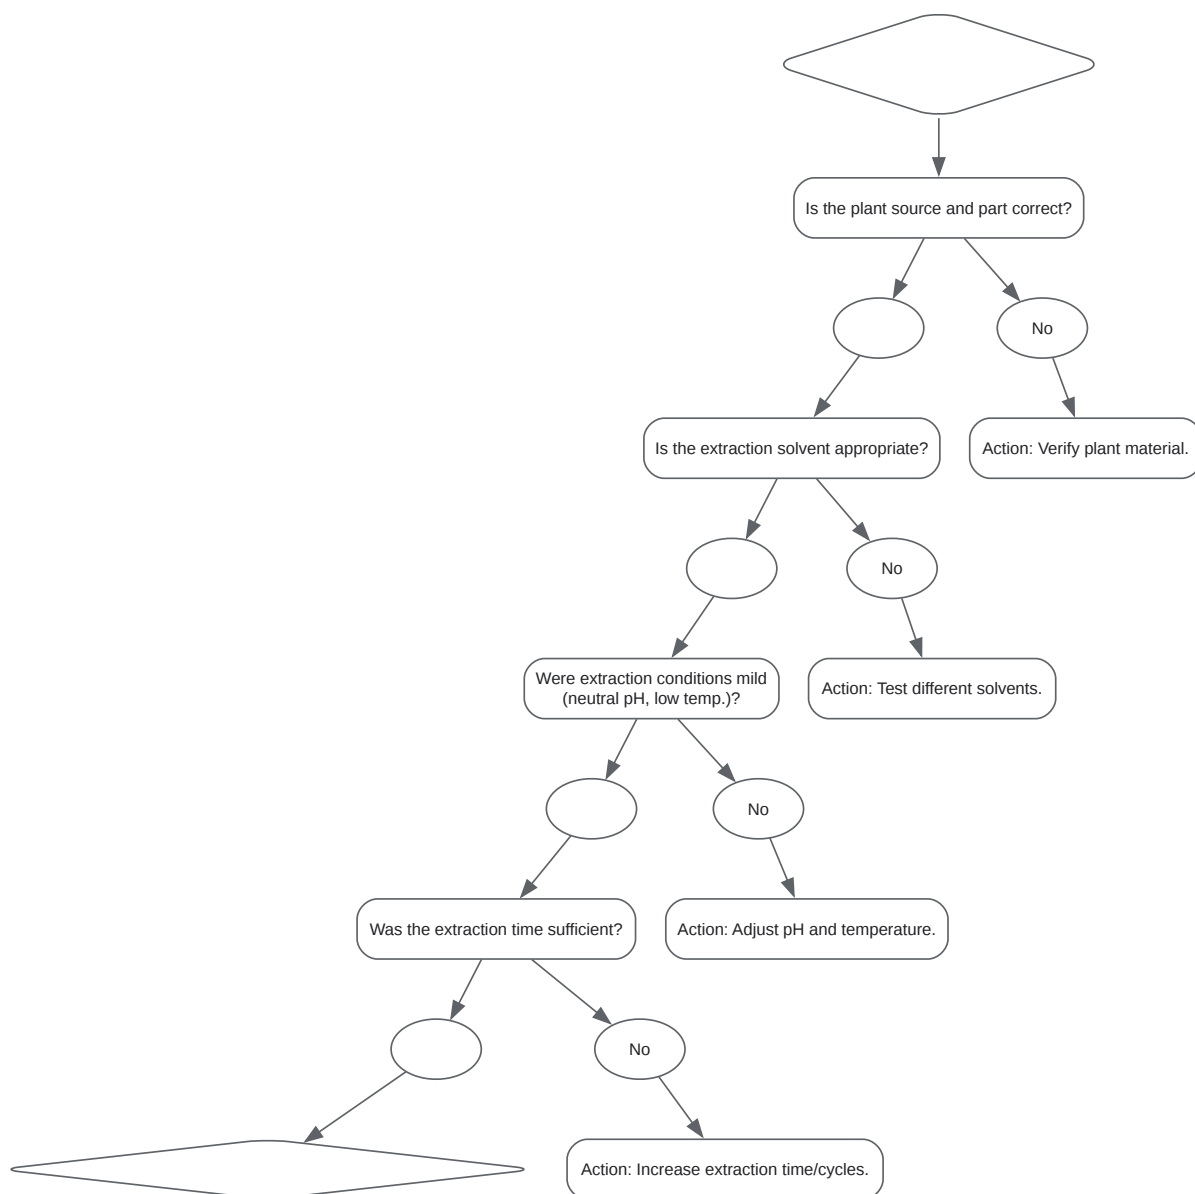 Is the plant source and part correct?
No
Is the extraction solvent appropriate?
Action: Verify plant material.
No
Were extraction conditions mild
(neutral pH, low temp.)?
Action: Test different solvents.
No
Was the extraction time sufficient?
Action: Adjust pH and temperature.
No
Action: Increase extraction time/cycles.